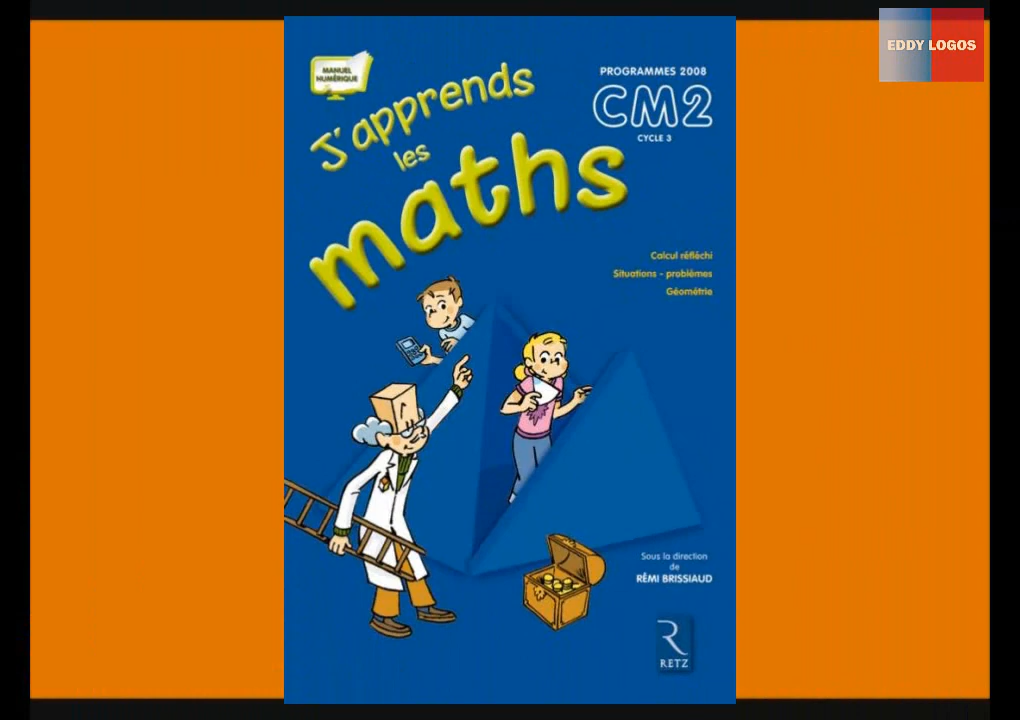 EDDY LOGOS
MANUEL
NUMÉRIQUE
PROGRAMMES 2008
CM2
CYCLE 3
J'apprends
les
maths
Calcul réfléchi
Situations - problèmes
Géométrie
Sous la direction
de
RÉMI BRISSIAUD
R
RETZ